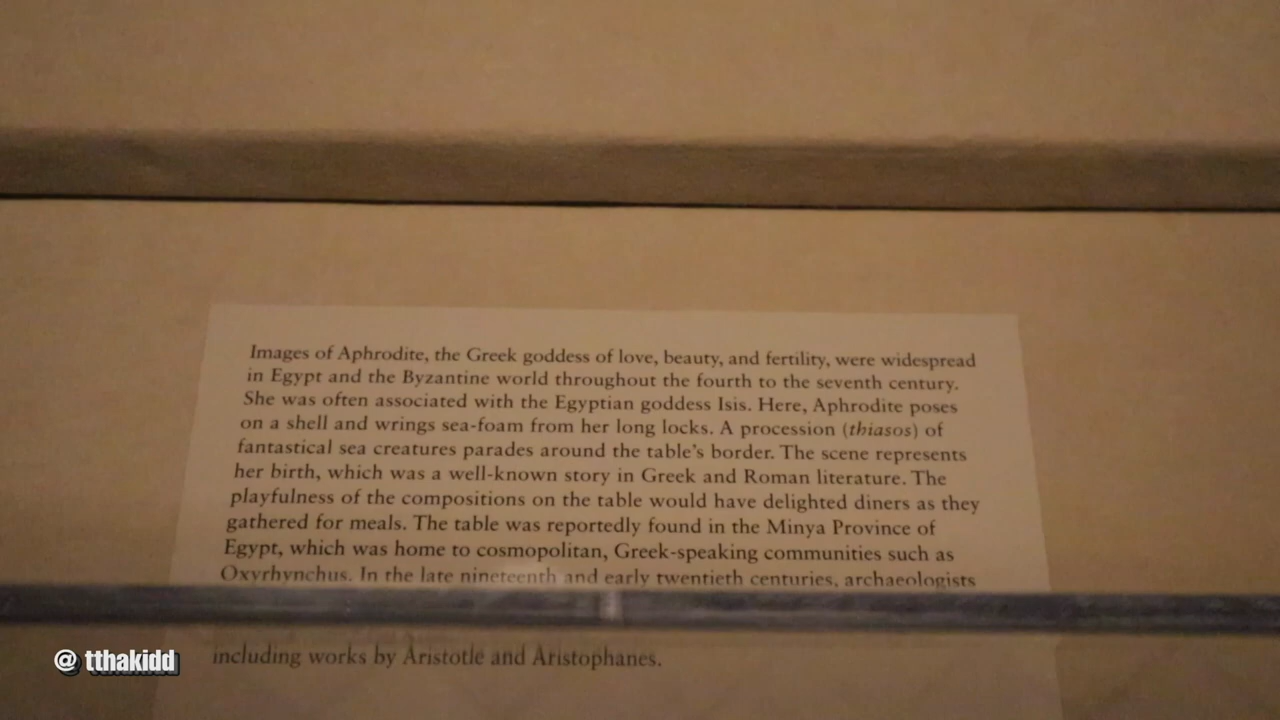 Images of Aphrodite, the Greek goddess of love, beauty, and fertility, were widespread
in Egypt and the Byzantine world throughout the fourth to the seventh century.
She was often associated with the Egyptian goddess Isis. Here, Aphrodite poses
on a shell and wrings sea-foam from her long locks. A procession (thiasos) of
fantastical sea creatures parades around the table's border. The scene represents
her birth, which was a well-known story in Greek and Roman literature. The
playfulness of the compositions on the table would have delighted diners as they
gathered for meals. The table was reportedly found in the Minya Province of
Egypt, which was home to cosmopolitan, Greek-speaking communities such as
Oxyrhynchus. In the late nineteenth and early twentieth centuries, archaeologists
including works by Aristotle and Aristophanes.
@ tthakidd